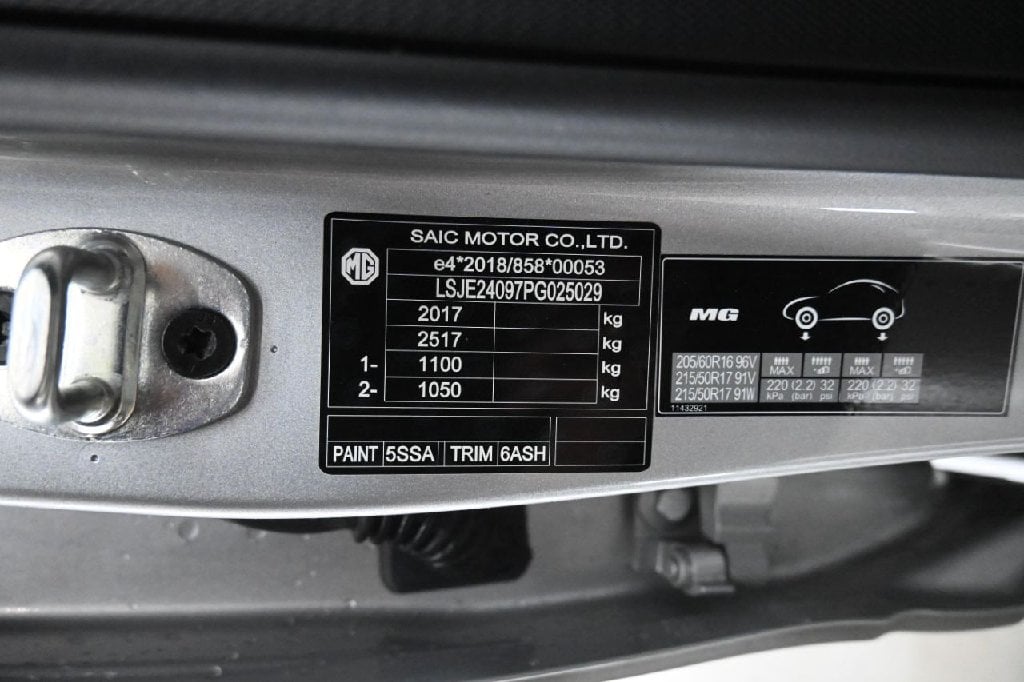 SAIC MOTOR CO.,LTD.
MG
e4*2018/858*00053
LSJE24097PG025029
2017 kg
2517 kg
1- 1100 kg
2- 1050 kg
PAINT 5SSA TRIM 6ASH
MG
205/60R16 96V
215/50R17 91V
215/50R17 91W
MAX MAX
220 (2.2) 32 220 (2.2) 32
kPa (bar) psi kPa (bar) psi
11432921